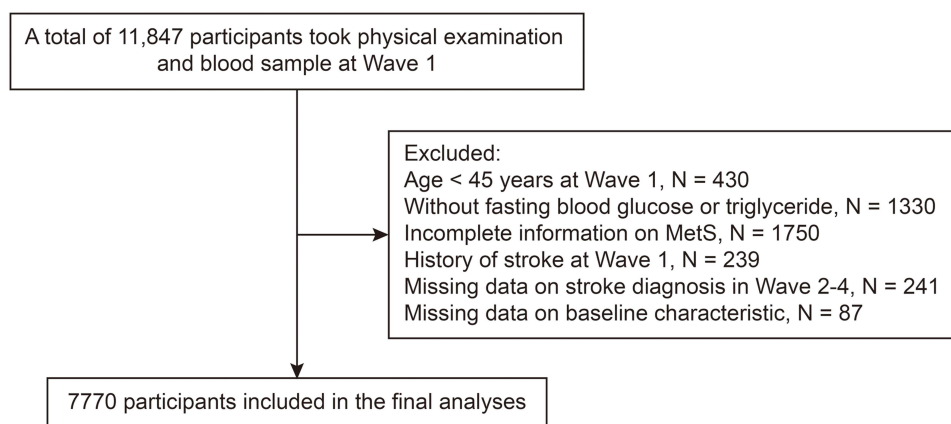 A total of 11,847 participants took physical examination
and blood sample at Wave 1
Excluded:
Age < 45 years at Wave 1, N = 430
Without fasting blood glucose or triglyceride, N = 1330
Incomplete information on MetS, N = 1750
History of stroke at Wave 1, N = 239
Missing data on stroke diagnosis in Wave 2-4, N = 241
Missing data on baseline characteristic, N = 87
7770 participants included in the final analyses